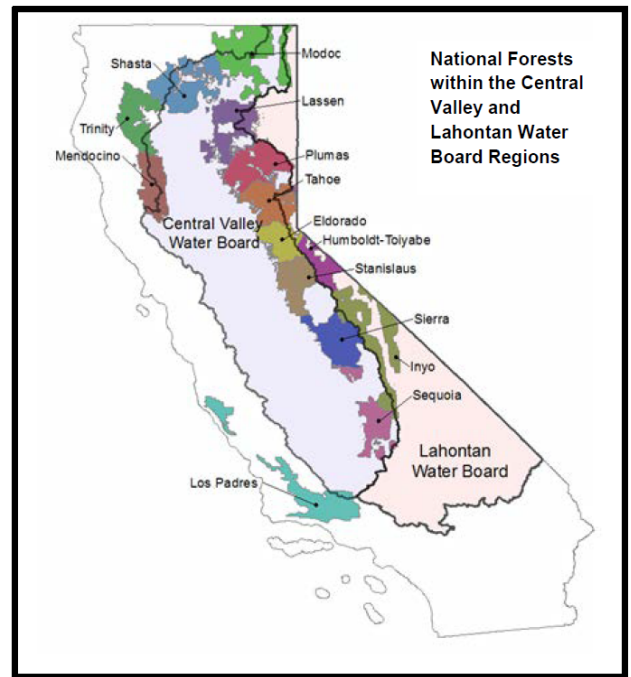 National Forests
within the Central
Valley and
Lahontan Water
Board Regions
Modoc
Shasta
Lassen
Trinity
Mendocino
Plumas
Tahoe
Central Valley
Water Board
Eldorado
Humboldt-Toiyabe
Stanislaus
Sierra
Inyo
Sequoia
Lahontan
Water Board
Los Padres